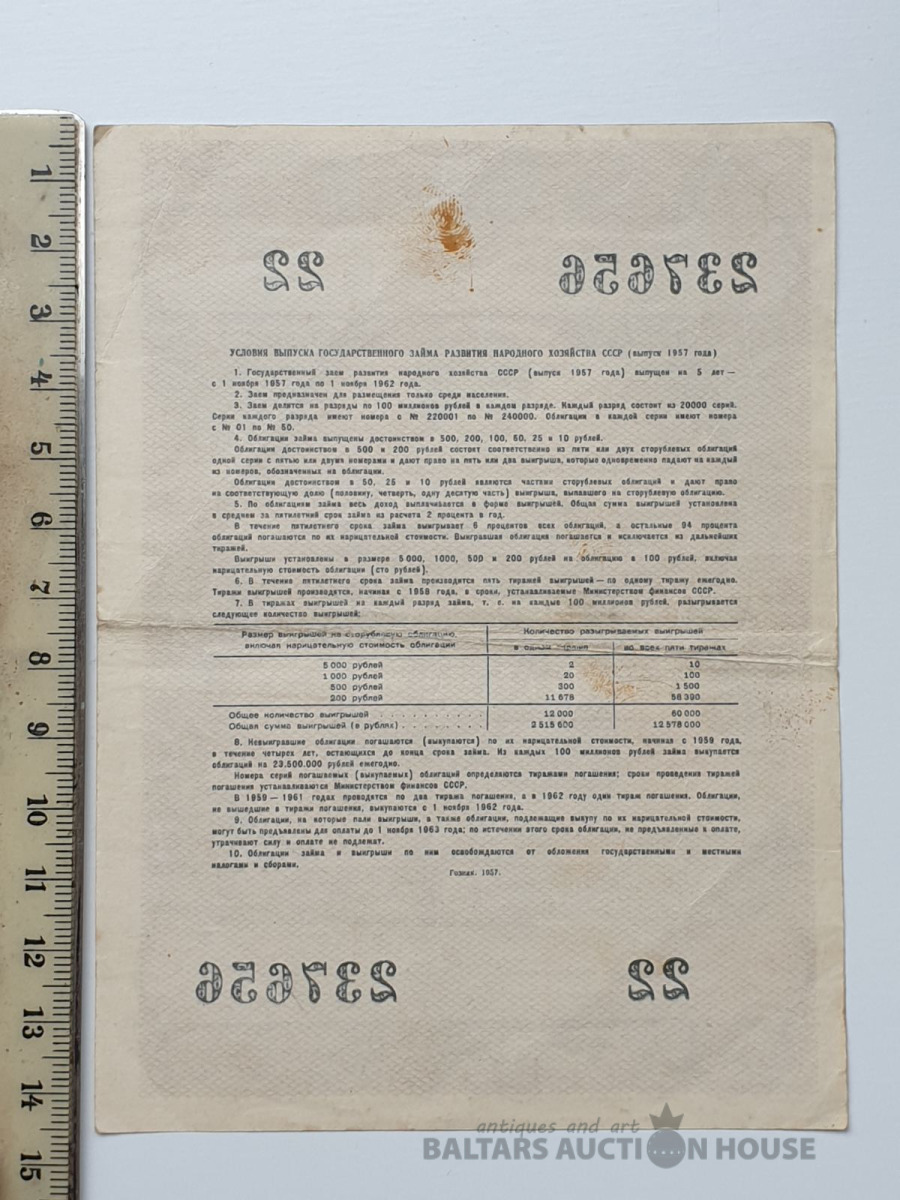 22 237656
УСЛОВИЯ ВЫПУСКА ГОСУДАРСТВЕННОГО ЗАЙМА РАЗВИТИЯ НАРОДНОГО ХОЗЯЙСТВА СССР (выпуск 1957 года)
1. Государственный заем развития народного хозяйства СССР (выпуск 1957 года) выпущен на 5 лет —
с 1 ноября 1957 года по 1 ноября 1962 года.
2. Заем предназначен для размещения только среди населения.
3. Заем делится на разряды по 100 миллионов рублей в каждом разряде. Каждый разряд состоит из 20000 серий.
Серии каждого разряда имеют номера с № 220001 по № 240000. Облигации в каждой серии имеют номера
с № 01 по № 50.
4. Облигации займа выпущены достоинством в 500, 200, 100, 50, 25 и 10 рублей.
Облигации достоинством в 500 и 200 рублей состоят соответственно из пяти или двух сторублевых облигаций
одной серии с пятью или двумя номерами и дают право на пять или два выигрыша, которые одновременно падают на каждый
из номеров, обозначенных на облигации.
Облигации достоинством в 50, 25 и 10 рублей являются частями сторублевых облигаций и дают право
на соответствующую долю (половину, четверть, одну десятую часть) выигрыша, выпавшего на сторублевую облигацию.
5. По облигациям займа весь доход выплачивается в форме выигрышей. Общая сумма выигрышей установлена
в среднем за пятилетний срок займа из расчета 2 процента в год.
В течение пятилетнего срока займа выигрывает 6 процентов всех облигаций, а остальные 94 процента
облигаций погашаются по их нарицательной стоимости. Выигравшая облигация погашается и исключается из дальнейших
тиражей.
Выигрыши установлены в размере 5000, 1000, 500 и 200 рублей на облигацию в 100 рублей, включая
нарицательную стоимость облигации (сто рублей).
6. В течение пятилетнего срока займа производится пять тиражей выигрышей — по одному тиражу ежегодно.
Тиражи выигрышей производятся, начиная с 1958 года, в сроки, устанавливаемые Министерством финансов СССР.
7. В тиражах выигрышей на каждый разряд займа, т. е. на каждые 100 миллионов рублей, разыгрывается
следующее количество выигрышей:
Размер выигрышей на сторублевую облигацию, Количество разыгрываемых выигрышей
включая нарицательную стоимость облигации в одном тираже во всех пяти тиражах
5 000 рублей 2 10
1 000 рублей 20 100
500 рублей 300 1 500
200 рублей 11 678 58 390
Общее количество выигрышей . . . . . . . . 12 000 60 000
Общая сумма выигрышей (в рублях) . . . . . . . . 2 515 600 12 578 000
8. Невыигравшие облигации погашаются (выкупаются) по их нарицательной стоимости, начиная с 1959 года,
в течение четырех лет, остающихся до конца срока займа. Из каждых 100 миллионов рублей займа выкупается
облигаций на 23.500.000 рублей ежегодно.
Номера серий погашаемых (выкупаемых) облигаций определяются тиражами погашения; сроки проведения тиражей
погашения устанавливаются Министерством финансов СССР.
В 1959 — 1961 годах проводятся по два тиража погашения, а в 1962 году один тираж погашения. Облигации,
не вышедшие в тиражи погашения, выкупаются с 1 ноября 1962 года.
9. Облигации, на которые пали выигрыши, а также облигации, подлежащие выкупу по их нарицательной стоимости,
могут быть предъявлены для оплаты до 1 ноября 1963 года; по истечении этого срока облигации, не предъявленные к оплате,
утрачивают силу и оплате не подлежат.
10. Облигации займа и выигрыши по ним освобождаются от обложения государственными и местными
налогами и сборами.
Гознак. 1957.
237656 22
1
2
3
4
5
6
7
8
9
10
11
12
13
14
15
antiques and art
BALTARS AUCTION HOUSE